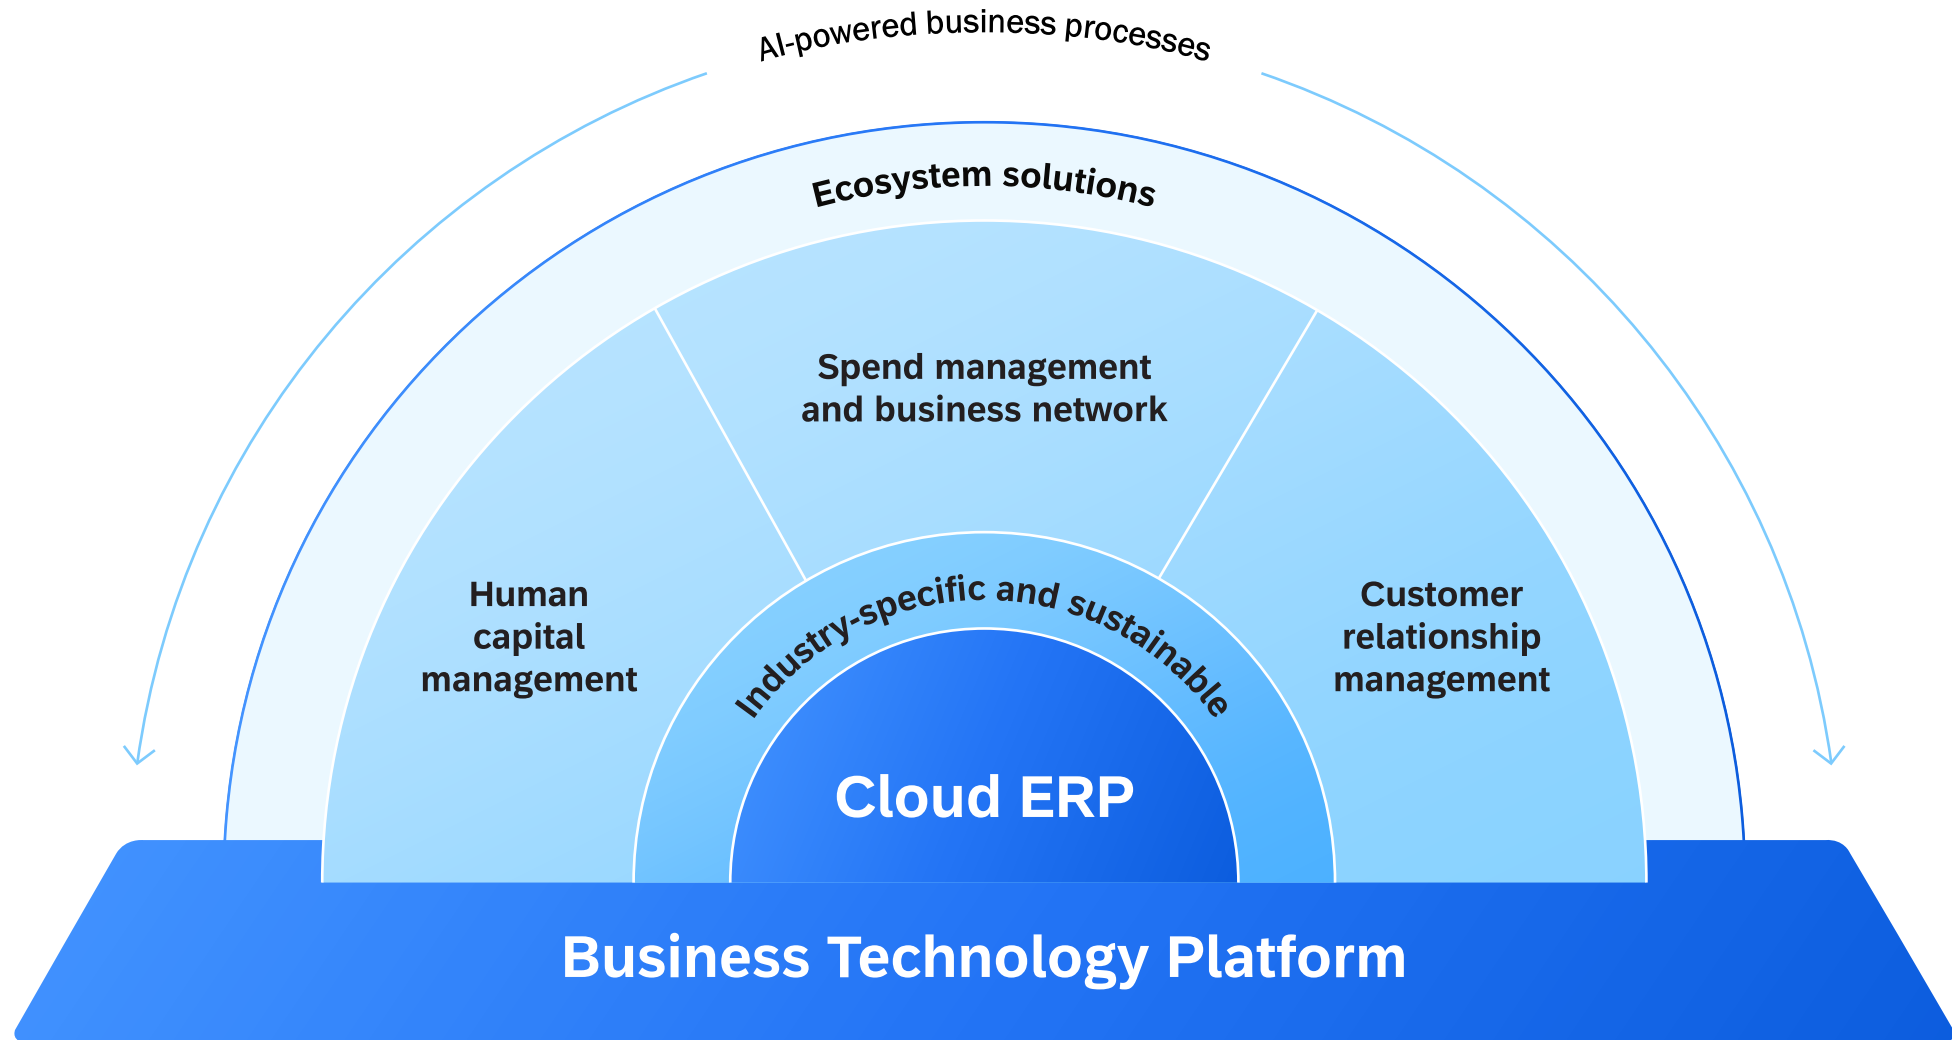 AI-powered business processes
Ecosystem solutions
Spend management
and business network
Human
capital
management
Customer
relationship
management
Industry-specific and sustainable
Cloud ERP
Business Technology Platform